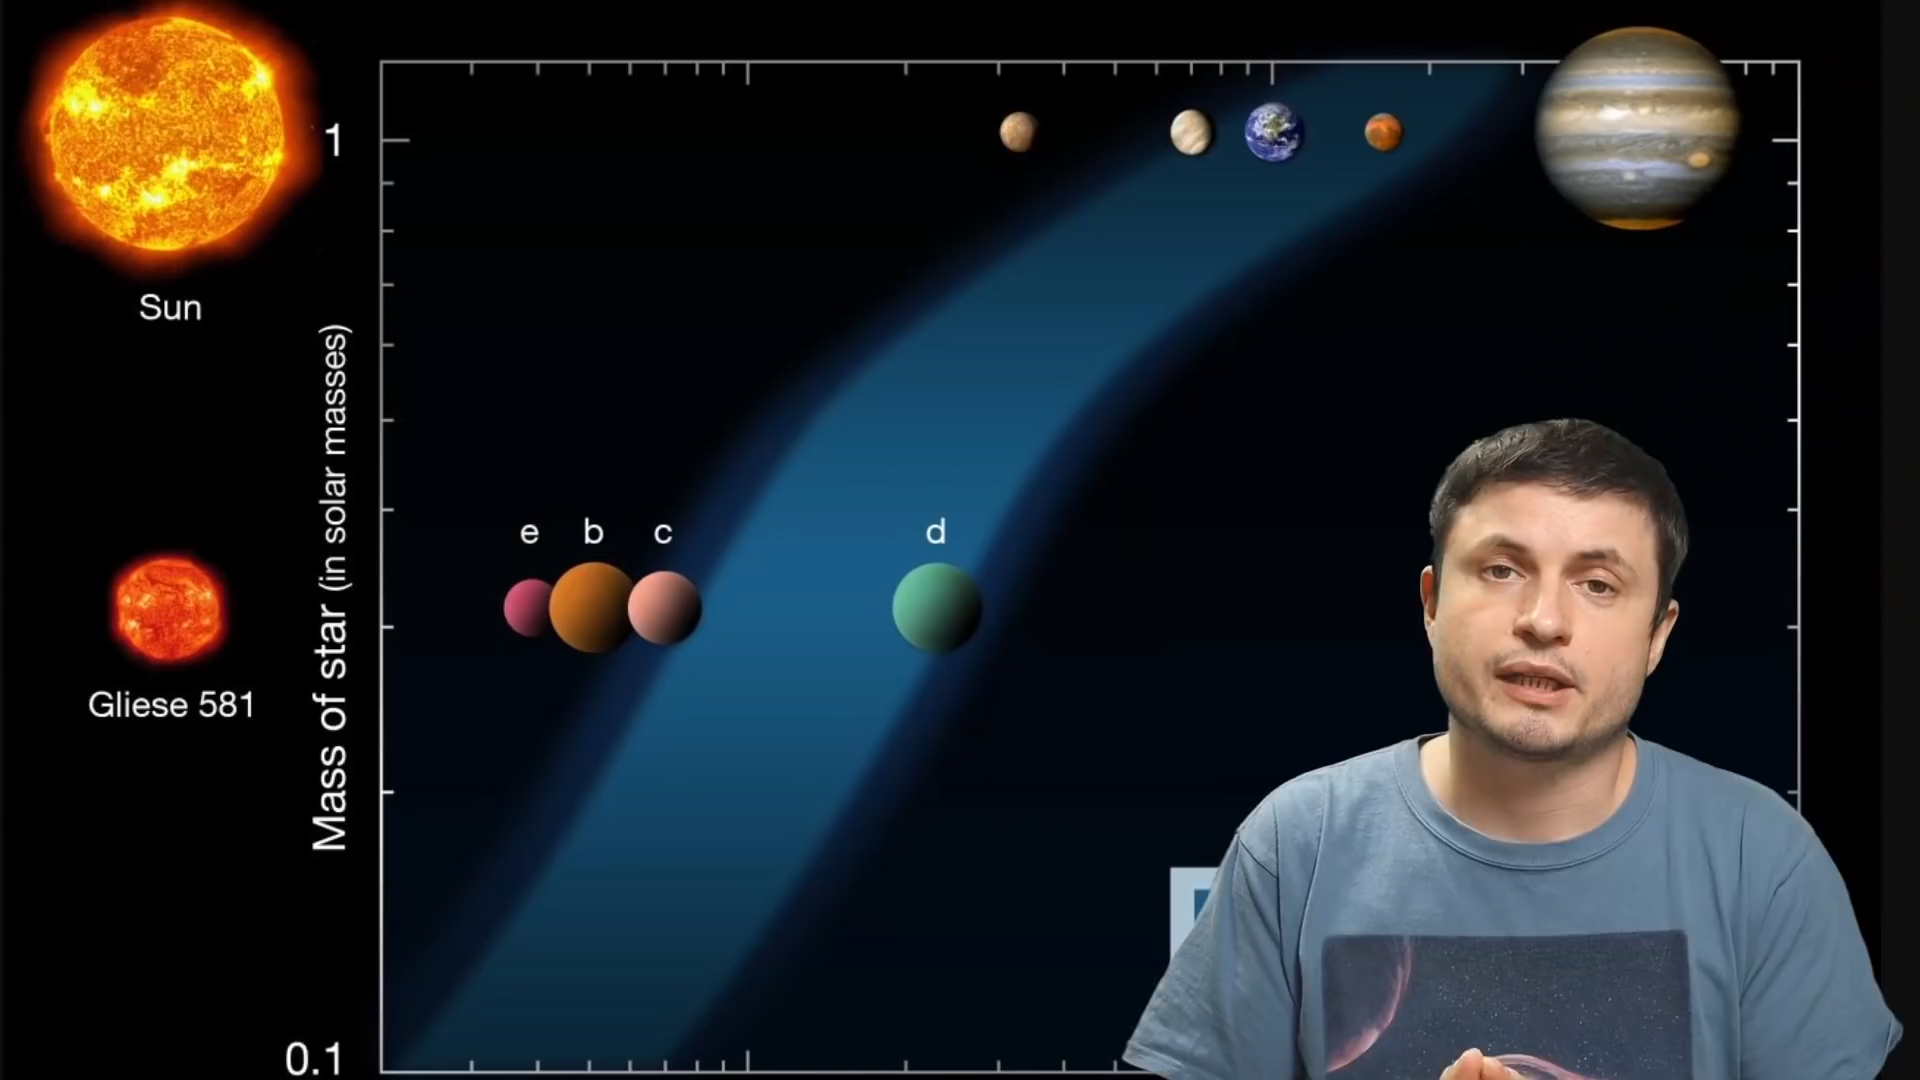 1
Sun
Mass of star (in solar masses)
e b c d
Gliese 581
0.1